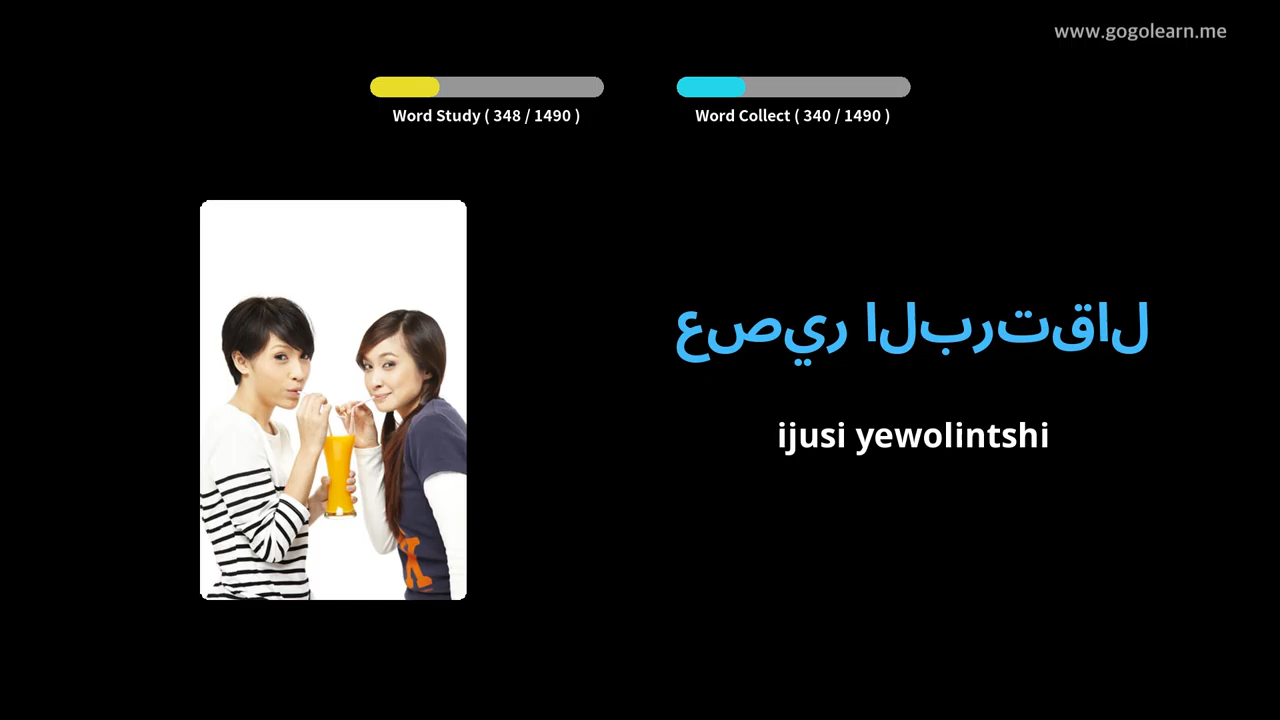 www.gogolearn.me
Word Study ( 348 / 1490 )
Word Collect ( 340 / 1490 )
عصير البرتقال
ijusi yewolintshi